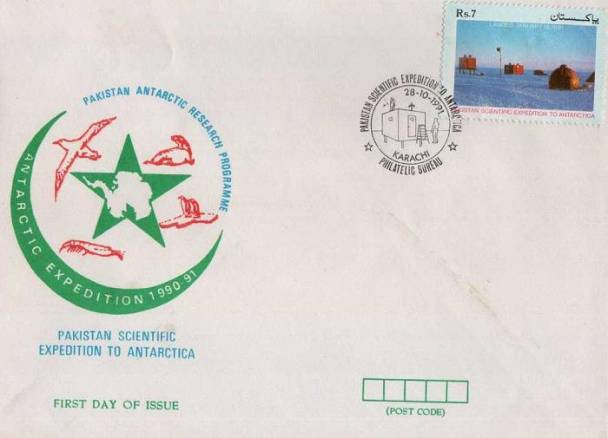 Rs.7
پاکستان
PAKISTAN SCIENTIFIC EXPEDITION TO ANTARCTICA
PAKISTAN SCIENTIFIC EXPEDITION TO ANTARCTICA
28-10-1991
KARACHI
PHILATELIC BUREAU
PAKISTAN ANTARCTIC RESEARCH PROGRAMME
ANTARCTIC EXPEDITION 1990-91
PAKISTAN SCIENTIFIC
EXPEDITION TO ANTARCTICA
FIRST DAY OF ISSUE
(POST CODE)